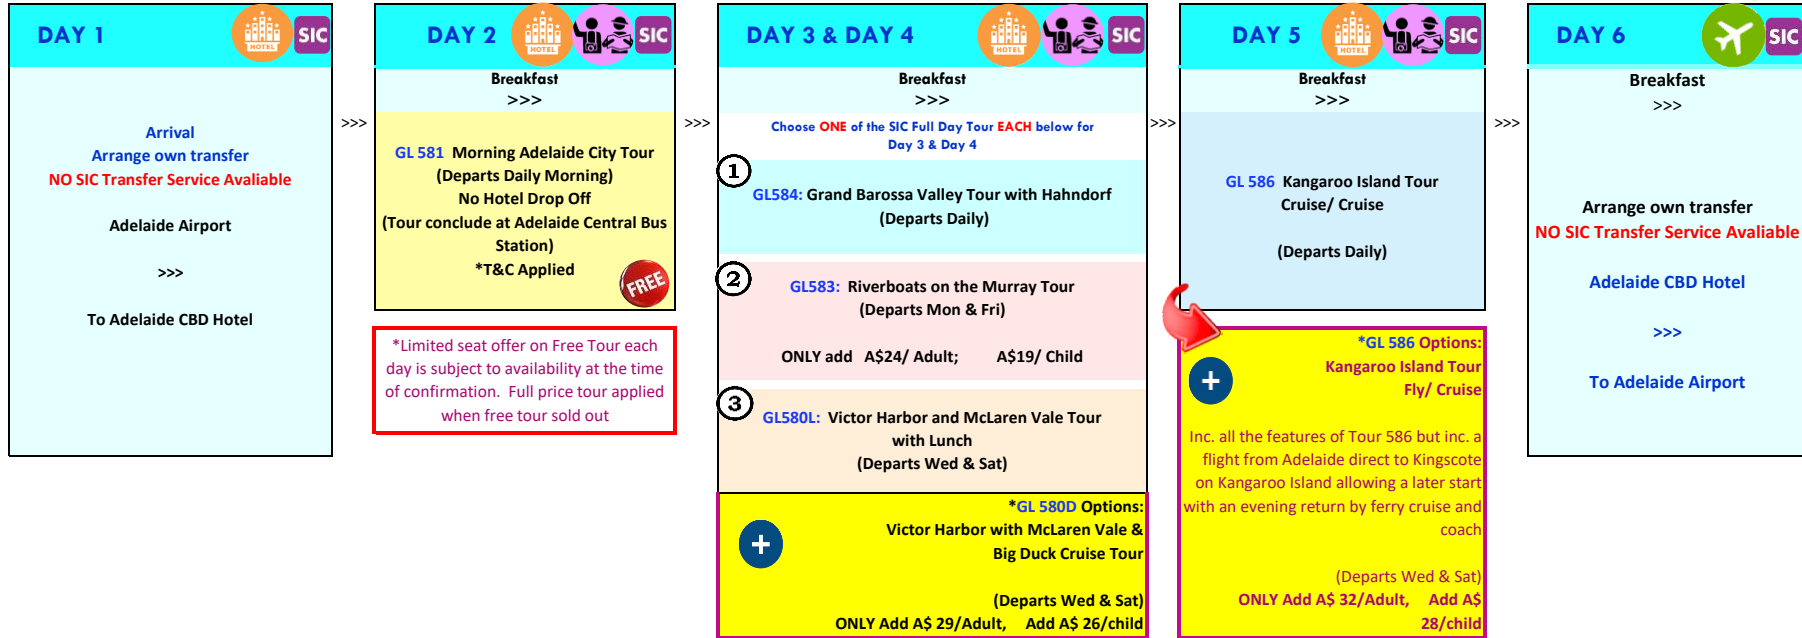 DAY 1
HOTEL
SIC
Arrival
Arrange own transfer
NO SIC Transfer Service Avaliable
Adelaide Airport
>>>
To Adelaide CBD Hotel
>>>
DAY 2
HOTEL
SIC
Breakfast
>>>
GL 581 Morning Adelaide City Tour
(Departs Daily Morning)
No Hotel Drop Off
(Tour conclude at Adelaide Central Bus
Station)
*T&C Applied
FREE
*Limited seat offer on Free Tour each
day is subject to availability at the time
of confirmation. Full price tour applied
when free tour sold out
>>>
DAY 3 & DAY 4
HOTEL
SIC
Breakfast
>>>
Choose ONE of the SIC Full Day Tour EACH below for
Day 3 & Day 4
1
GL584: Grand Barossa Valley Tour with Hahndorf
(Departs Daily)
2
GL583: Riverboats on the Murray Tour
(Departs Mon & Fri)
ONLY add A$24/ Adult; A$19/ Child
3
GL580L: Victor Harbor and McLaren Vale Tour
with Lunch
(Departs Wed & Sat)
*GL 580D Options:
Victor Harbor with McLaren Vale &
Big Duck Cruise Tour
+
(Departs Wed & Sat)
ONLY Add A$ 29/Adult, Add A$ 26/child
>>>
DAY 5
HOTEL
SIC
Breakfast
>>>
GL 586 Kangaroo Island Tour
Cruise/ Cruise
(Departs Daily)
*GL 586 Options:
Kangaroo Island Tour
Fly/ Cruise
+
Inc. all the features of Tour 586 but inc. a
flight from Adelaide direct to Kingscote
on Kangaroo Island allowing a later start
with an evening return by ferry cruise and
coach
(Departs Wed & Sat)
ONLY Add A$ 32/Adult, Add A$
28/child
>>>
DAY 6
SIC
Breakfast
>>>
Arrange own transfer
NO SIC Transfer Service Avaliable
Adelaide CBD Hotel
>>>
To Adelaide Airport